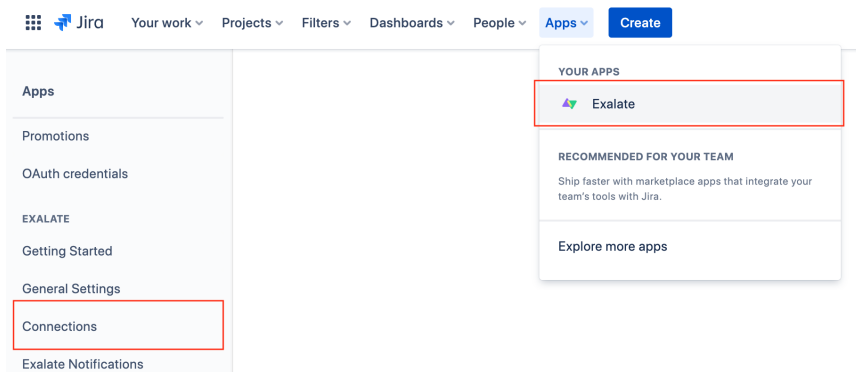 Jira Your work Projects Filters Dashboards People Apps Create
Apps
Promotions
OAuth credentials
EXALATE
Getting Started
General Settings
Connections
Exalate Notifications
YOUR APPS
Exalate
RECOMMENDED FOR YOUR TEAM
Ship faster with marketplace apps that integrate your
team's tools with Jira.
Explore more apps